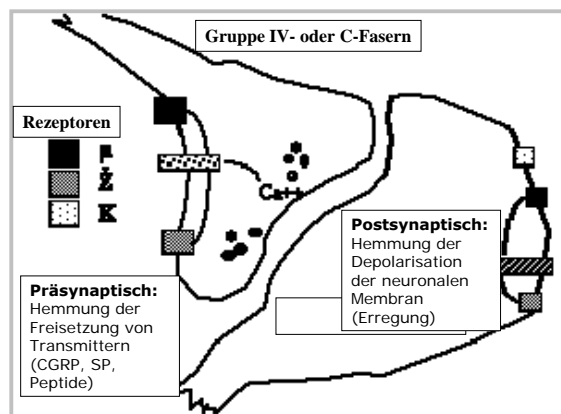 Gruppe IV- oder C-Fasern
Rezeptoren
μ
Ž
K
Ca++
Präsynaptisch:
Hemmung der
Freisetzung von
Transmittern
(CGRP, SP,
Peptide)
Postsynaptisch:
Hemmung der
Depolarisation
der neuronalen
Membran
(Erregung)